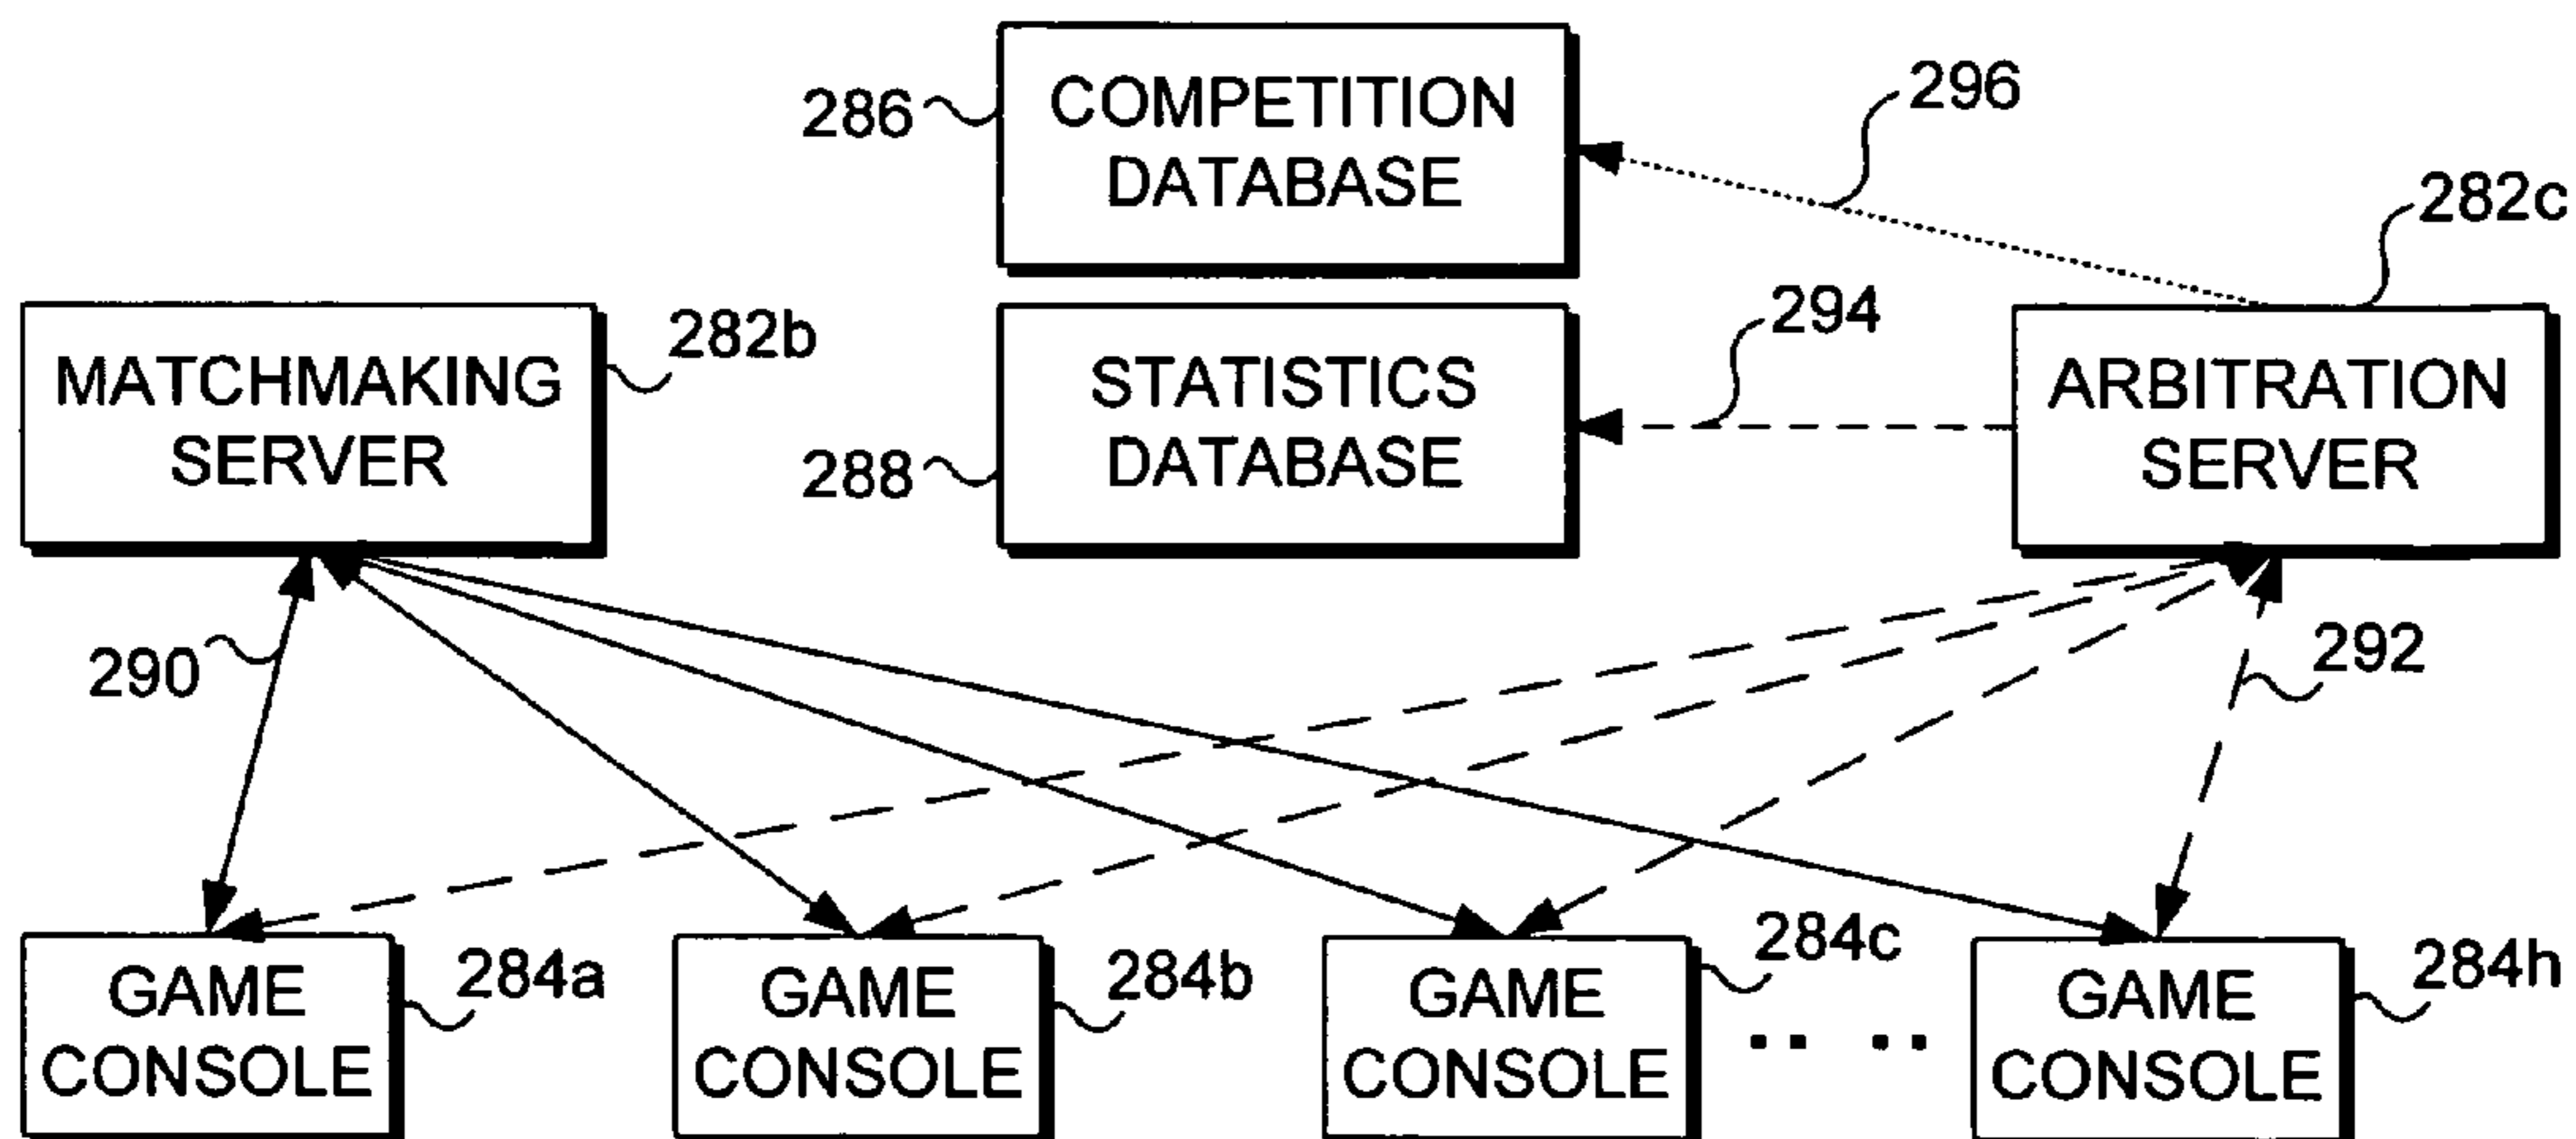 COMPETITION
DATABASE
286
296
282c
MATCHMAKING
SERVER
282b
STATISTICS
DATABASE
288
294
ARBITRATION
SERVER
290
292
GAME
CONSOLE
284a
GAME
CONSOLE
284b
GAME
CONSOLE
284c
GAME
CONSOLE
284h